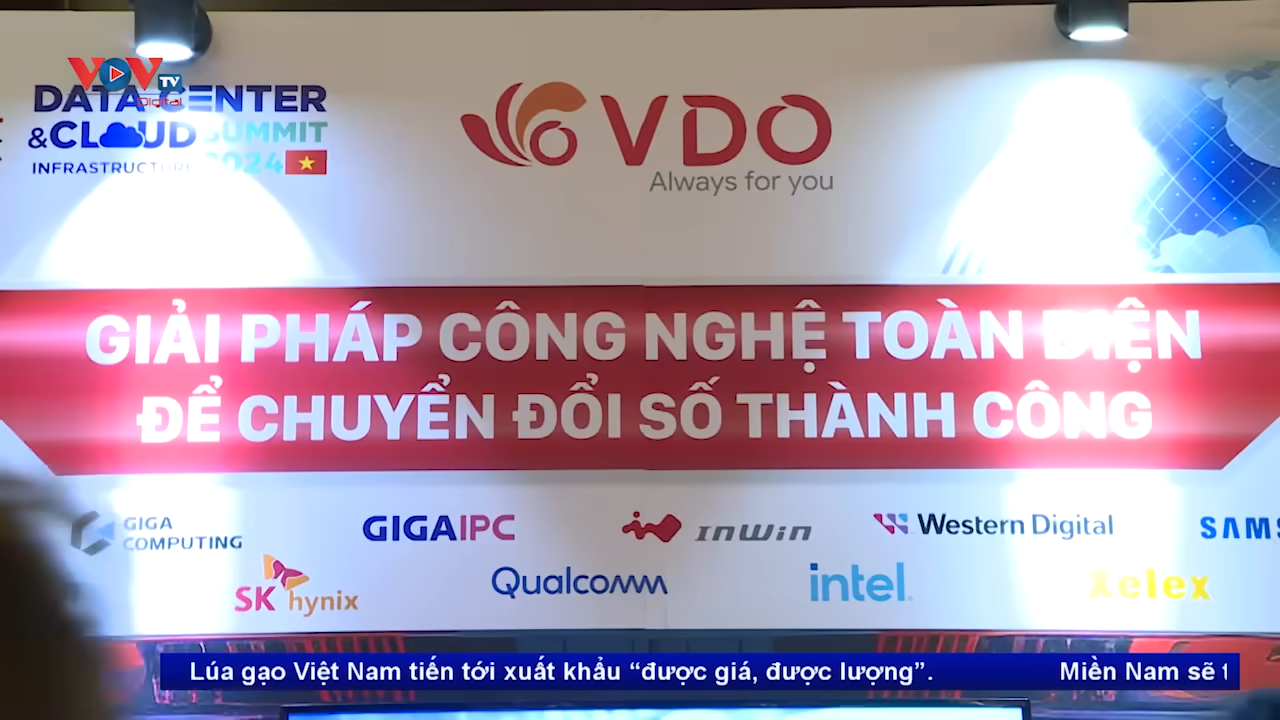 VOV TV
Digital
DATA CENTER
& CLOUD SUMMIT
INFRASTRUCTURE 2024
VDO
Always for you
GIẢI PHÁP CÔNG NGHỆ TOÀN DIỆN
ĐỂ CHUYỂN ĐỔI SỐ THÀNH CÔNG
GIGA COMPUTING
GIGAIPC
InWin
Western Digital
SAMS
SK hynix
Qualcomm
intel
Xelex
Lúa gạo Việt Nam tiến tới xuất khẩu “được giá, được lượng”.
Miền Nam sẽ t